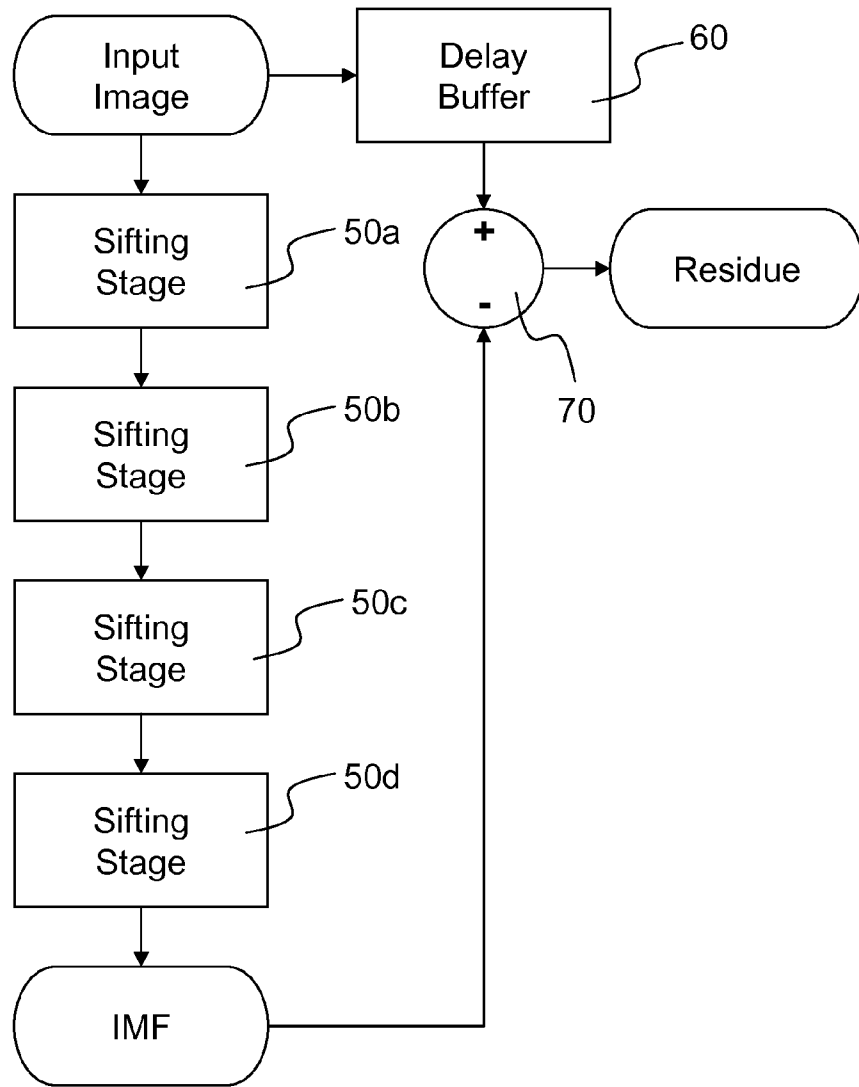 Input
Image
Delay
Buffer
60
Sifting
Stage
50a
+
-
70
Residue
Sifting
Stage
50b
Sifting
Stage
50c
Sifting
Stage
50d
IMF